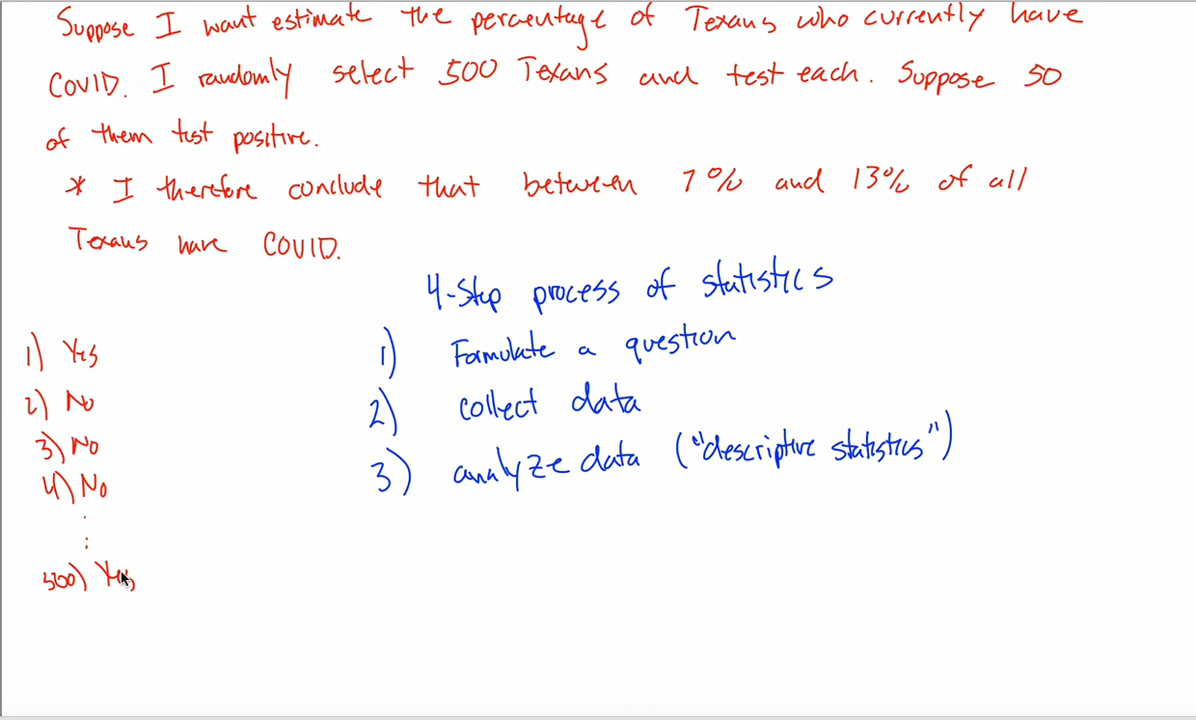 Suppose I want estimate the percentage of Texans who currently have
COVID. I randomly select 500 Texans and test each. Suppose 50
of them test positive.
* I therefore conclude that between 7% and 13% of all
Texans have COVID.
4-Step process of statistics
1) Formulate a question
2) collect data
3) analyze data ("descriptive statistics")
1) Yes
2) No
3) No
4) No
:
500) Yes